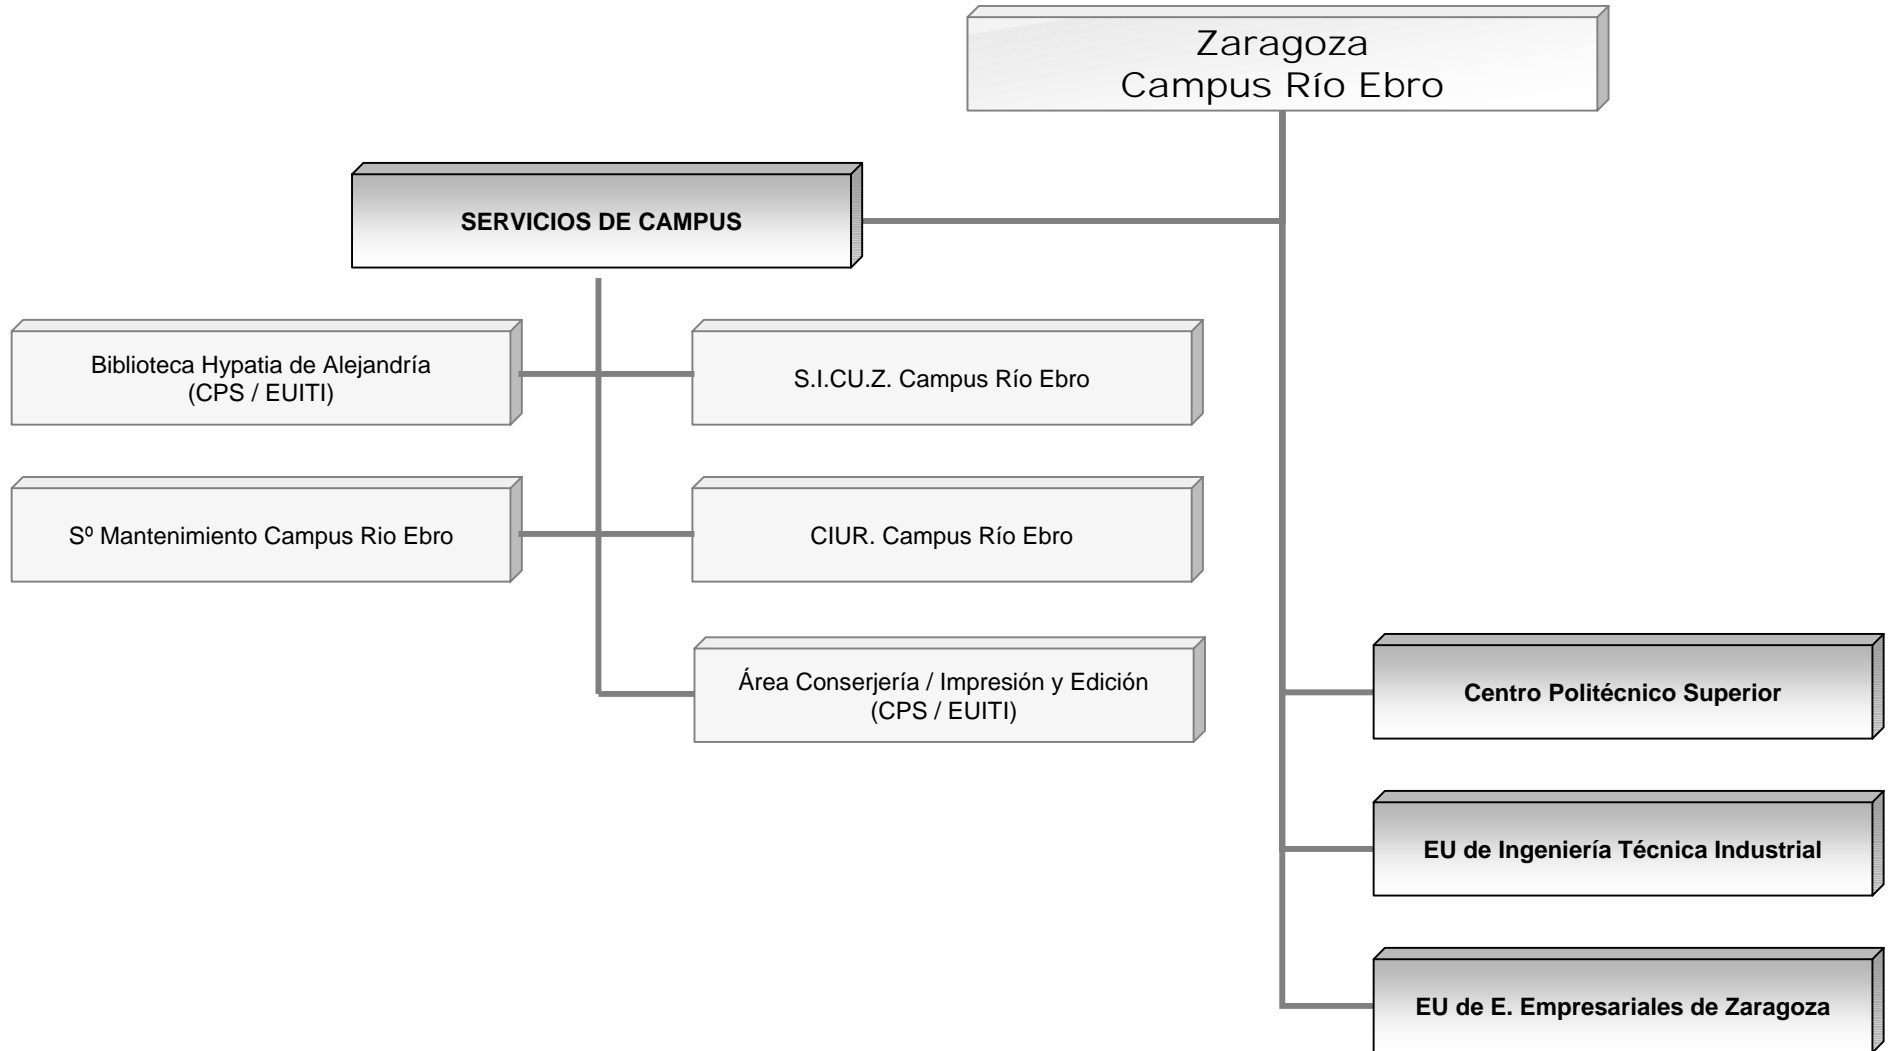 Zaragoza
Campus Río Ebro
SERVICIOS DE CAMPUS
Biblioteca Hypatia de Alejandría
(CPS / EUITI)
S.I.CU.Z. Campus Río Ebro
Sº Mantenimiento Campus Rio Ebro
CIUR. Campus Río Ebro
Área Conserjería / Impresión y Edición
(CPS / EUITI)
Centro Politécnico Superior
EU de Ingeniería Técnica Industrial
EU de E. Empresariales de Zaragoza